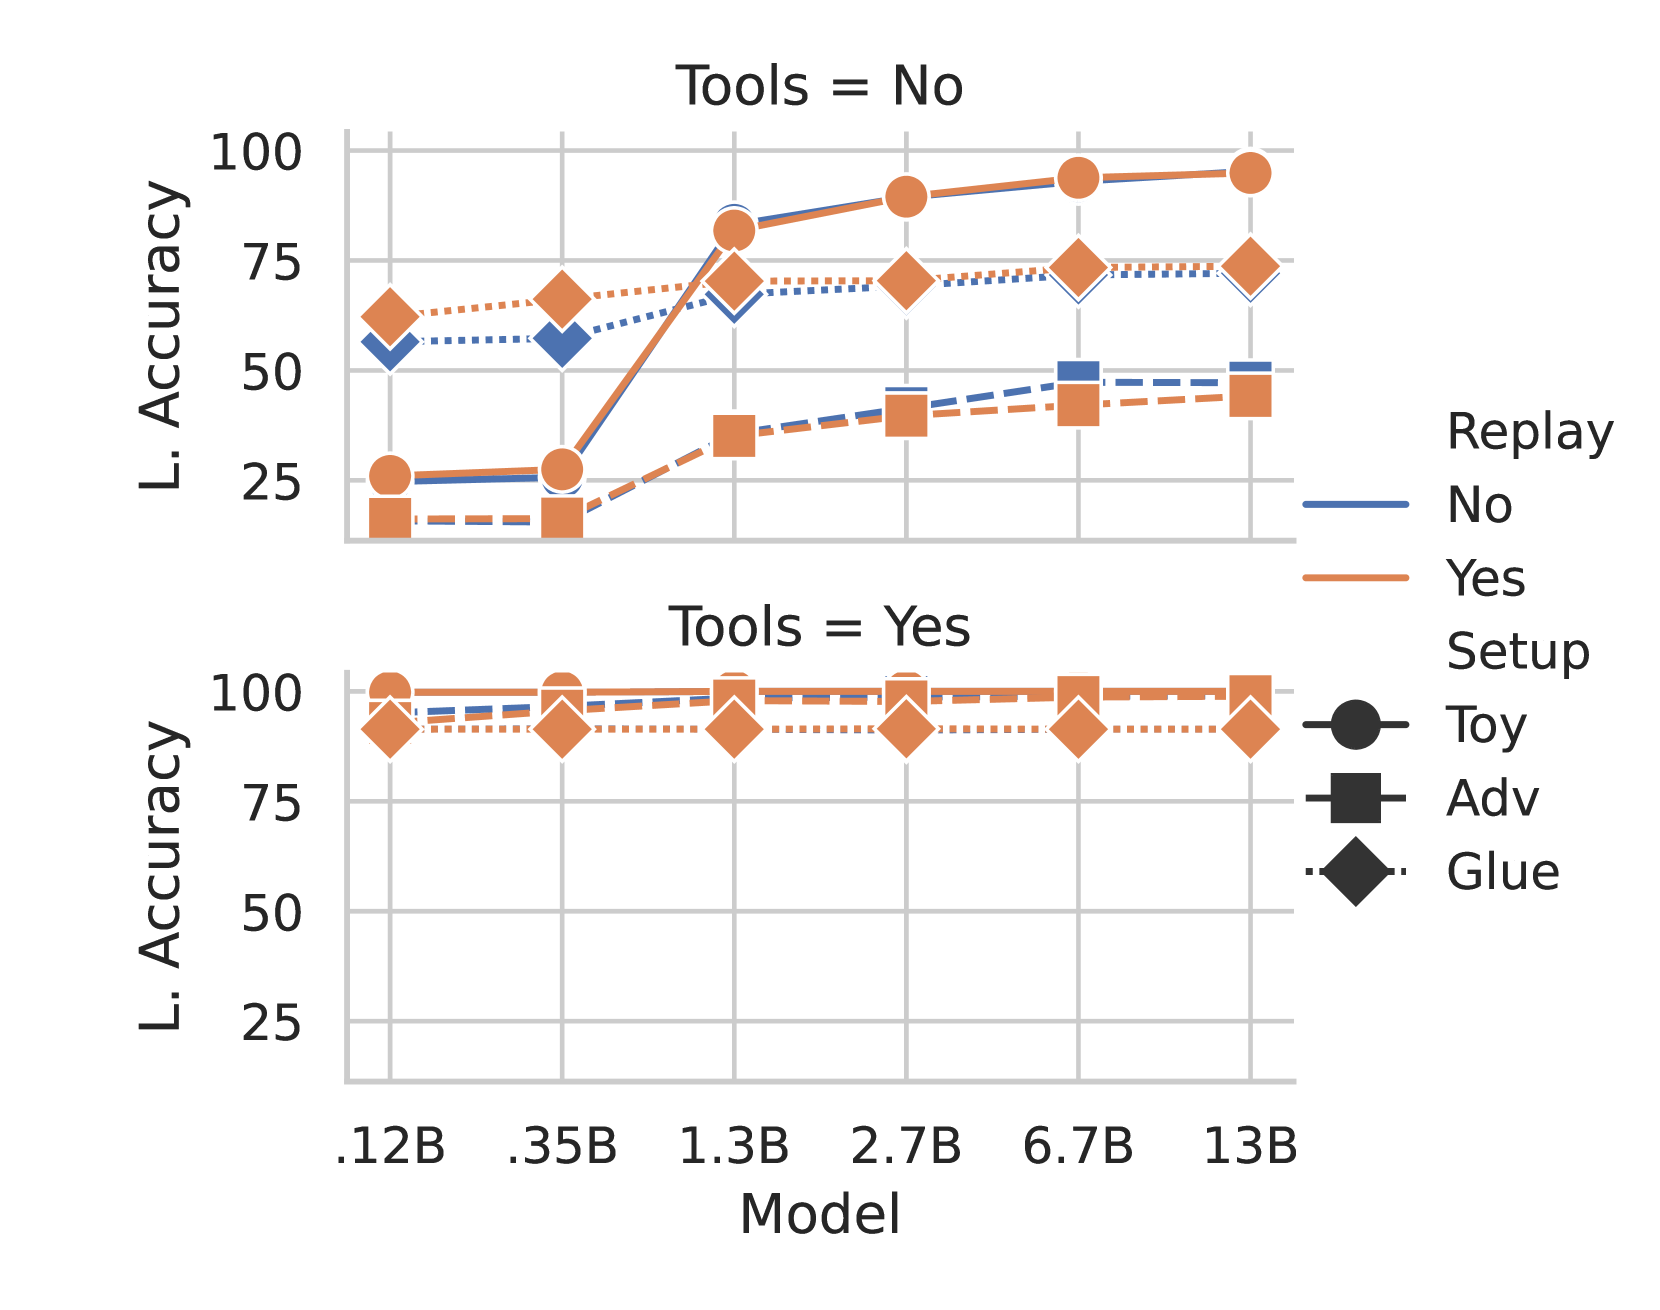 Tools = No
100
75
50
25
L. Accuracy
Tools = Yes
100
75
50
25
L. Accuracy
.12B .35B 1.3B 2.7B 6.7B 13B
Model
Replay
No
Yes
Setup
Toy
Adv
Glue